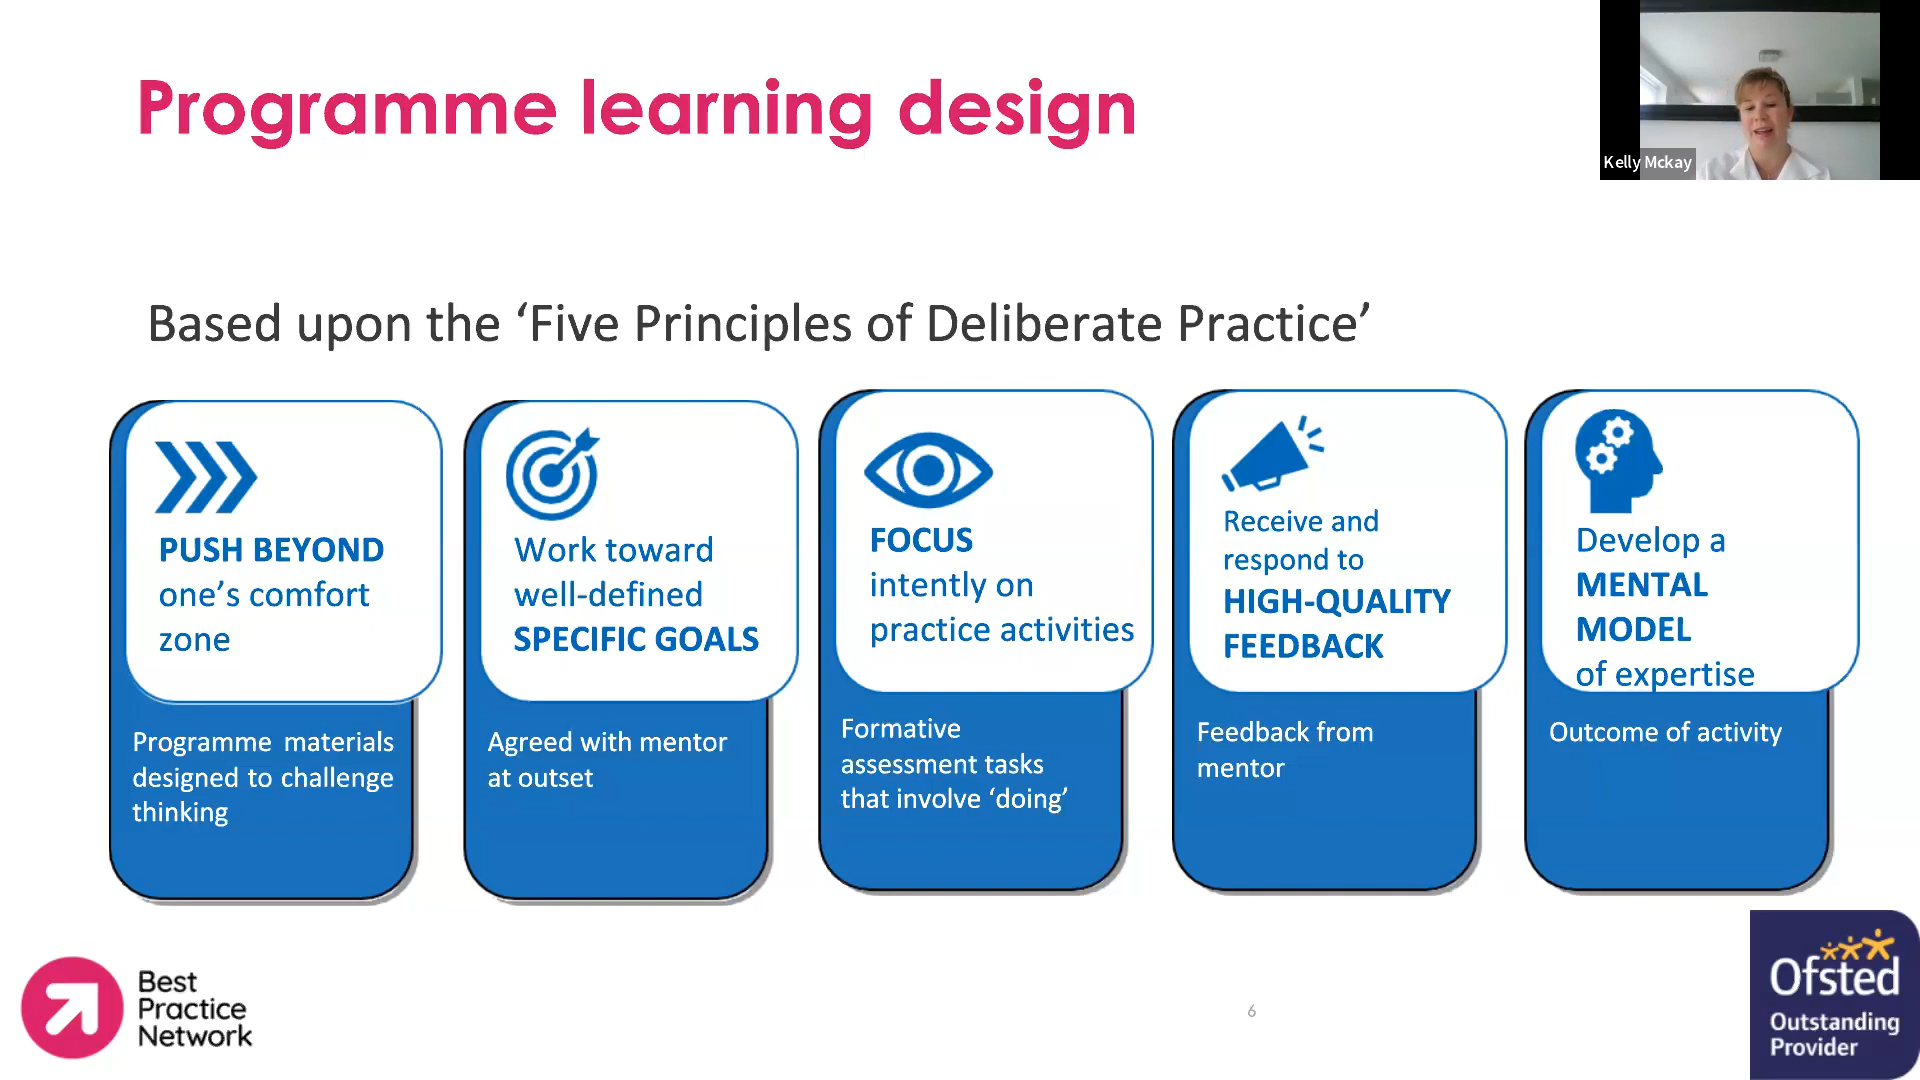 Programme learning design
Kelly Mckay
Based upon the ‘Five Principles of Deliberate Practice’
PUSH BEYOND
one’s comfort
zone
Programme materials
designed to challenge
thinking
Work toward
well-defined
SPECIFIC GOALS
Agreed with mentor
at outset
FOCUS
intently on
practice activities
Formative
assessment tasks
that involve ‘doing’
Receive and
respond to
HIGH-QUALITY
FEEDBACK
Feedback from
mentor
Develop a
MENTAL
MODEL
of expertise
Outcome of activity
Best
Practice
Network
6
Ofsted
Outstanding
Provider